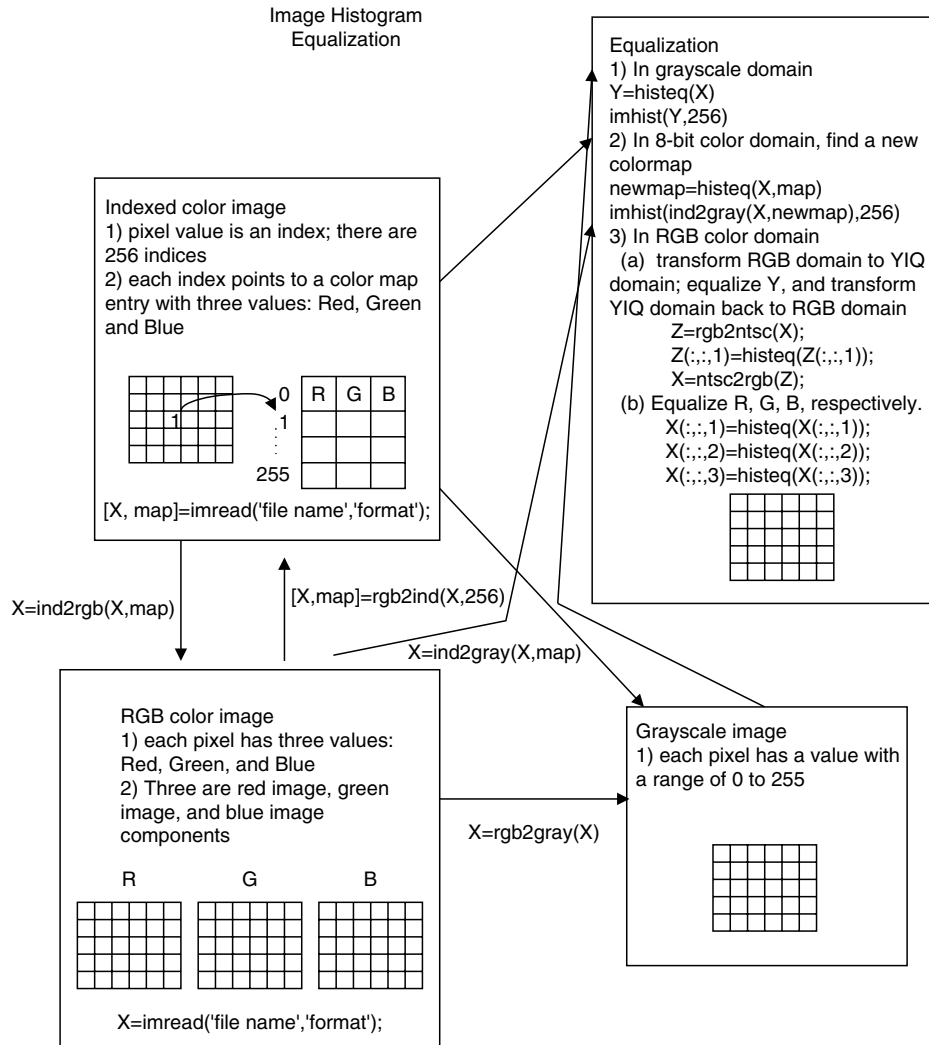 Image Histogram
Equalization
Equalization
1) In grayscale domain
Y=histeq(X)
imhist(Y,256)
2) In 8-bit color domain, find a new
colormap
newmap=histeq(X,map)
imhist(ind2gray(X,newmap),256)
3) In RGB color domain
(a) transform RGB domain to YIQ
domain; equalize Y, and transform
YIQ domain back to RGB domain
Z=rgb2ntsc(X);
Z(:,:,1)=histeq(Z(:,:,1));
X=ntsc2rgb(Z);
(b) Equalize R, G, B, respectively.
X(:,:,1)=histeq(X(:,:,1));
X(:,:,2)=histeq(X(:,:,2));
X(:,:,3)=histeq(X(:,:,3));
Indexed color image
1) pixel value is an index; there are
256 indices
2) each index points to a color map
entry with three values: Red, Green
and Blue
0 R G B
1 1
255
[X, map]=imread('file name','format');
X=ind2rgb(X,map)
[X,map]=rgb2ind(X,256)
X=ind2gray(X,map)
RGB color image
1) each pixel has three values:
Red, Green, and Blue
2) Three are red image, green
image, and blue image
components
R G B
X=imread('file name','format');
X=rgb2gray(X)
Grayscale image
1) each pixel has a value with
a range of 0 to 255